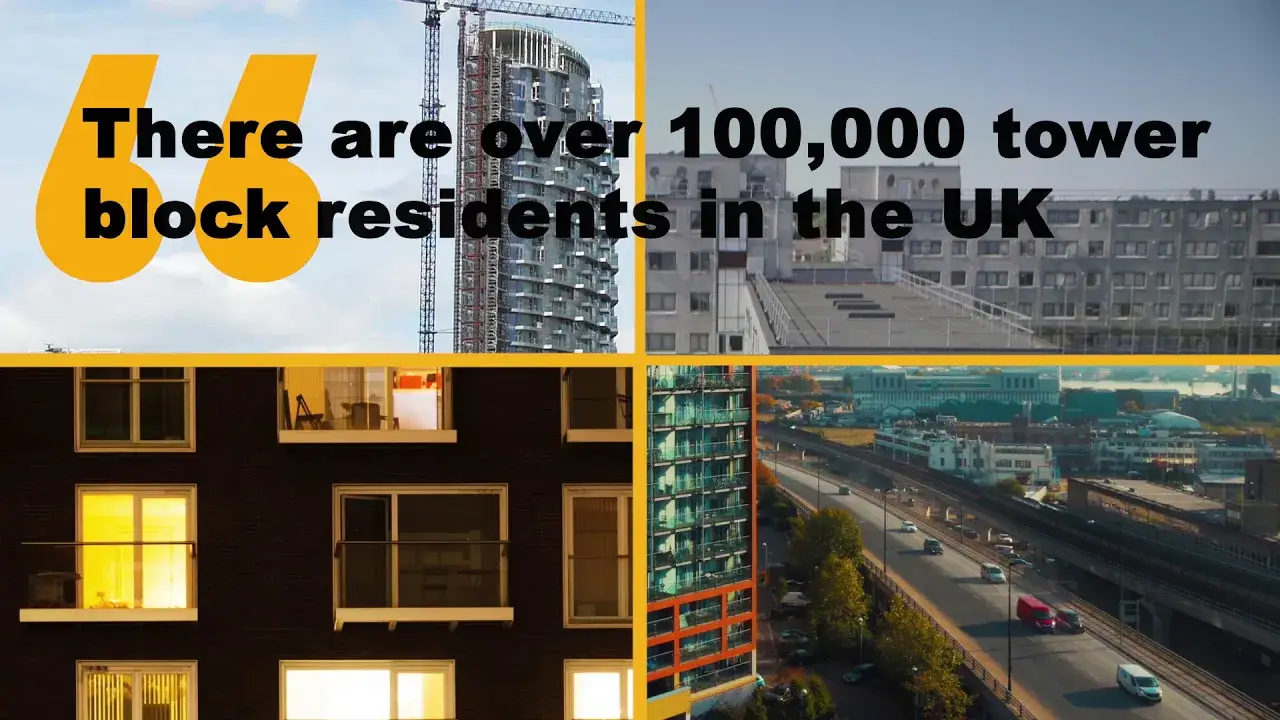 There are over 100,000 tower
block residents in the UK